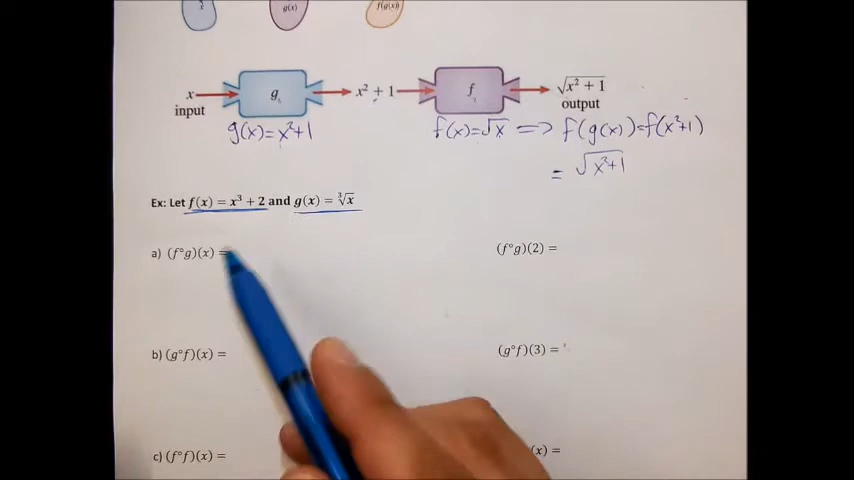 g(x)
f(g(x))
x
input
g
x² + 1
f
√x² + 1
output
g(x)=x²+1
f(x)=√x ⇒ f(g(x))=f(x²+1)
= √x²+1
Ex: Let f(x) = x³ + 2 and g(x) = ∛x
a) (f°g)(x) =
(f°g)(2) =
b) (g°f)(x) =
(g°f)(3) =
c) (f°f)(x) =
(x) =